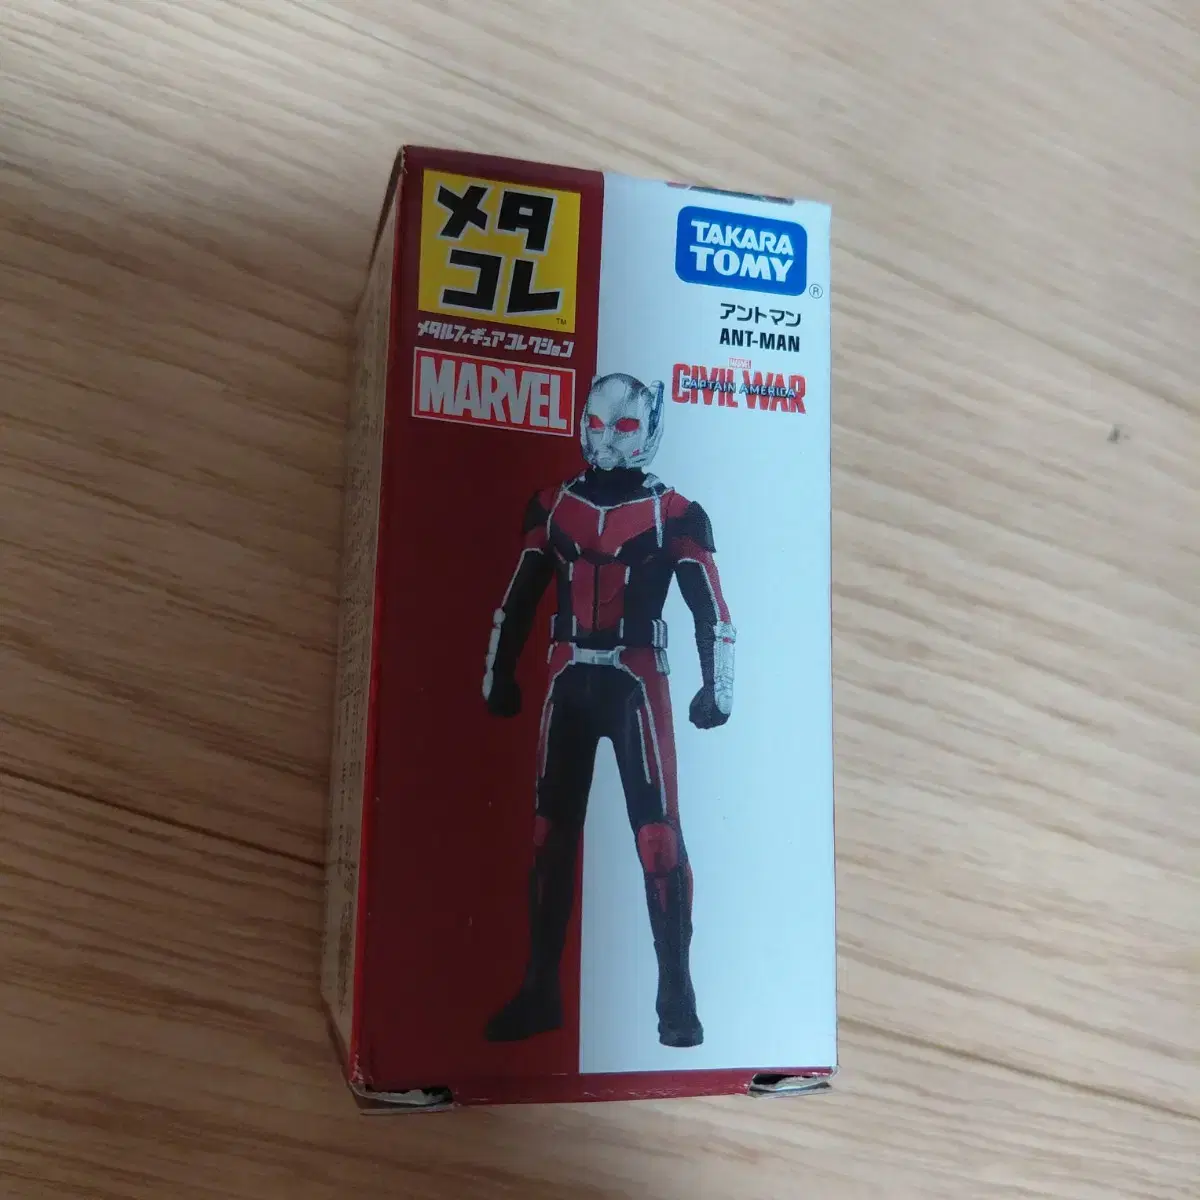 メタ
コレ
TM
メタルフィギュアコレクション
MARVEL
TAKARA
TOMY
®
アントマン
ANT-MAN
MARVEL
CAPTAIN AMERICA
CIVIL WAR